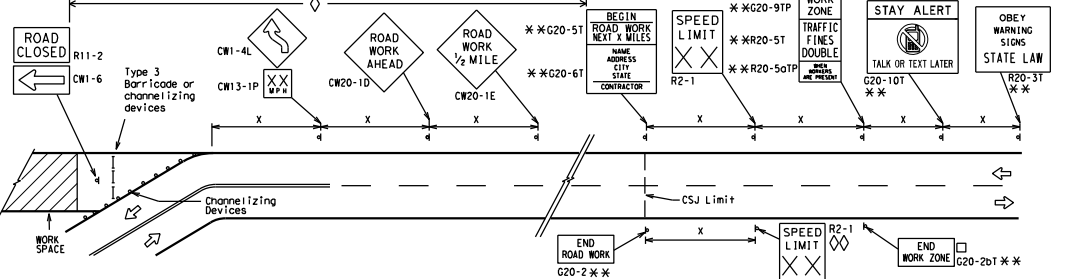 ROAD
CLOSED
R11-2
CW1-6
Type 3
Barricade or
channelizing
devices
CW1-4L
XX
MPH
CW13-1P
ROAD
WORK
AHEAD
CW20-1D
ROAD
WORK
1/2 MILE
CW20-1E
**G20-5T
**G20-6T
BEGIN
ROAD WORK
NEXT X MILES
NAME
ADDRESS
CITY
STATE
CONTRACTOR
SPEED
LIMIT
XX
R2-1
**G20-9TP
**R20-5T
**R20-5aTP
WORK
ZONE
TRAFFIC
FINES
DOUBLE
WHEN
WORKERS
ARE PRESENT
STAY ALERT
TALK OR TEXT LATER
G20-10T
**
OBEY
WARNING
SIGNS
STATE LAW
R20-3T
**
X
X
X
X
X
X
X
Channelizing
Devices
WORK
SPACE
CSJ Limit
END
ROAD WORK
G20-2**
X
SPEED
LIMIT
XX
R2-1
END
WORK ZONE
G20-2bT**